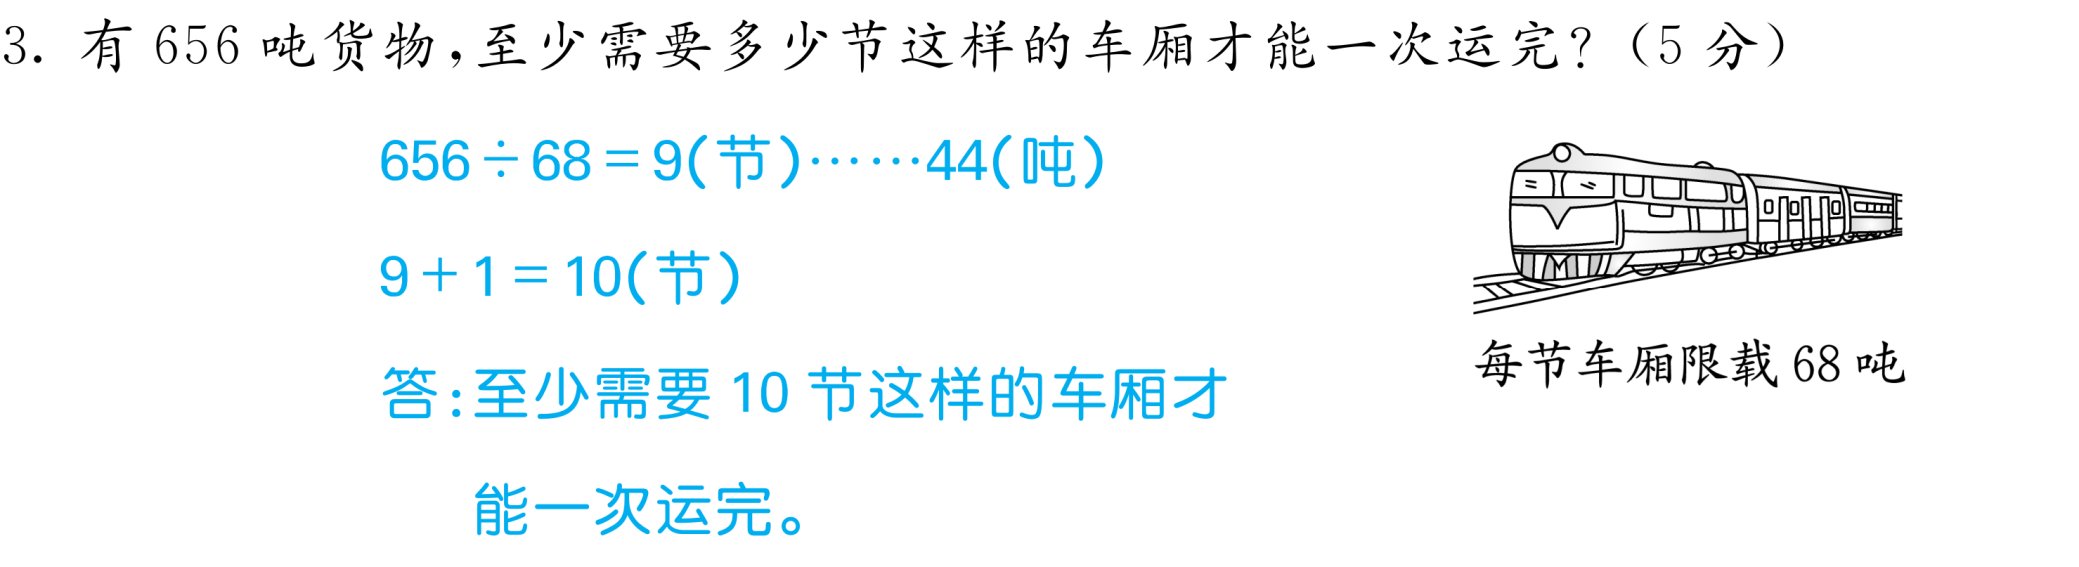 3. 有 656 吨货物,至少需要多少节这样的车厢才能一次运完?(5 分)
656÷68=9(节)……44(吨)
9+1=10(节)
答:至少需要 10 节这样的车厢才
能一次运完。
每节车厢限载 68 吨